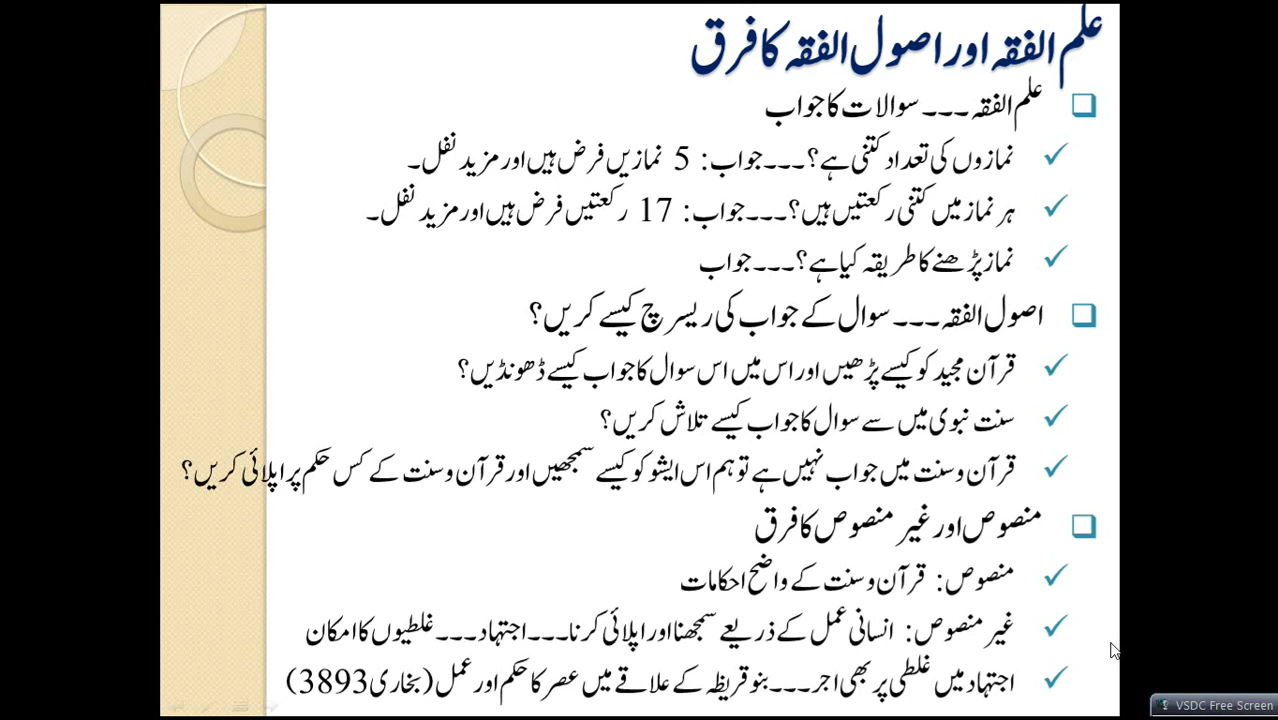 علم الفقہ اور اصول الفقہ کا فرق
علم الفقہ۔۔۔ سوالات کا جواب
نمازوں کی تعداد کتنی ہے؟۔۔۔جواب: 5 نمازیں فرض ہیں اور مزید نفل۔
ہر نماز میں کتنی رکعتیں ہیں؟۔۔۔جواب: 17 رکعتیں فرض ہیں اور مزید نفل۔
نماز پڑھنے کا طریقہ کیا ہے؟۔۔۔جواب
اصول الفقہ۔۔۔ سوال کے جواب کی ریسرچ کیسے کریں؟
قرآن مجید کو کیسے پڑھیں اور اس میں اس سوال کا جواب کیسے ڈھونڈیں؟
سنت نبوی میں سے سوال کا جواب کیسے تلاش کریں؟
قرآن و سنت میں جواب نہیں ہے تو ہم اس ایشو کو کیسے سمجھیں اور قرآن و سنت کے کس حکم پر اپلائی کریں؟
منصوص اور غیر منصوص کا فرق
منصوص: قرآن و سنت کے واضح احکامات
غیر منصوص: انسانی عمل کے ذریعے سمجھنا اور اپلائی کرنا۔۔۔اجتہاد۔۔۔غلطیوں کا امکان
اجتہاد میں غلطی پر بھی اجر۔۔۔بنو قریظہ کے علاقے میں عصر کا حکم اور عمل (بخاری 3893)
VSDC Free Screen